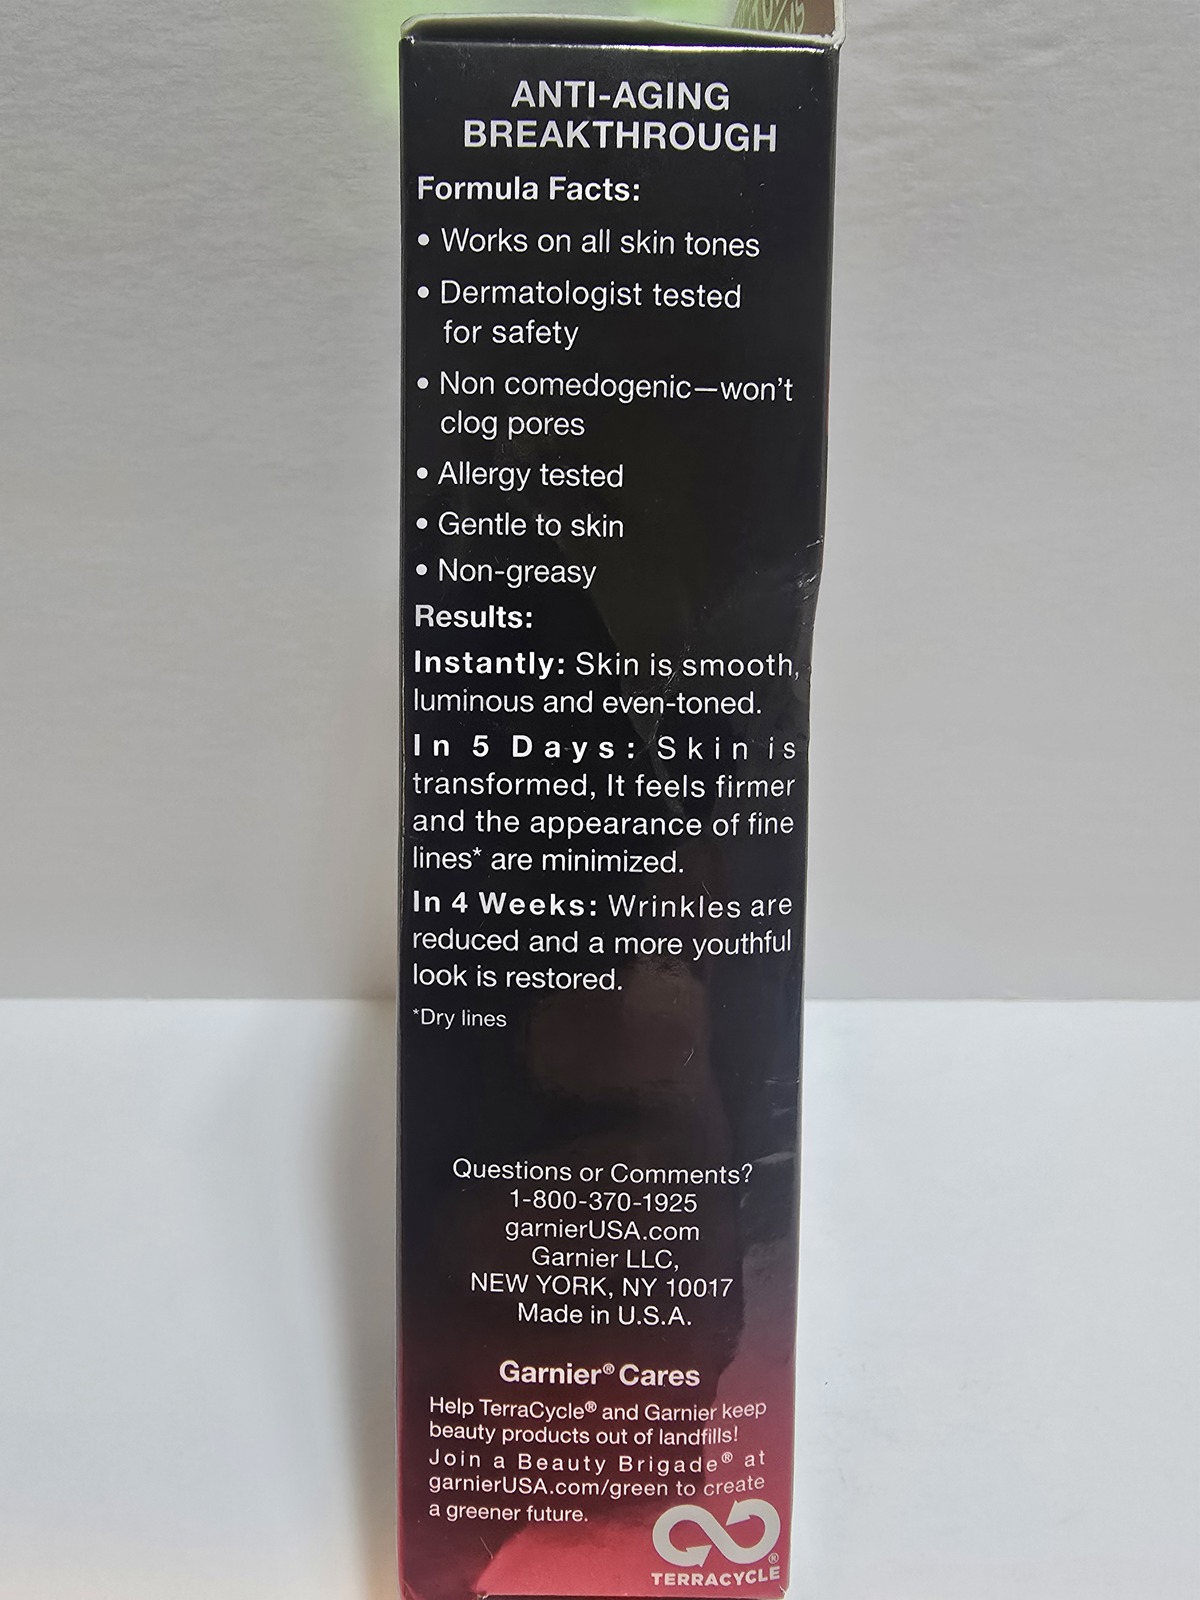 ANTI-AGING
BREAKTHROUGH
Formula Facts:
• Works on all skin tones
• Dermatologist tested
for safety
• Non comedogenic—won't
clog pores
• Allergy tested
• Gentle to skin
• Non-greasy
Results:
Instantly: Skin is smooth,
luminous and even-toned.
In 5 Days: Skin is
transformed, It feels firmer
and the appearance of fine
lines* are minimized.
In 4 Weeks: Wrinkles are
reduced and a more youthful
look is restored.
*Dry lines
Questions or Comments?
1-800-370-1925
garnierUSA.com
Garnier LLC,
NEW YORK, NY 10017
Made in U.S.A.
Garnier® Cares
Help TerraCycle® and Garnier keep
beauty products out of landfills!
Join a Beauty Brigade® at
garnierUSA.com/green to create
a greener future.
®
TERRACYCLE